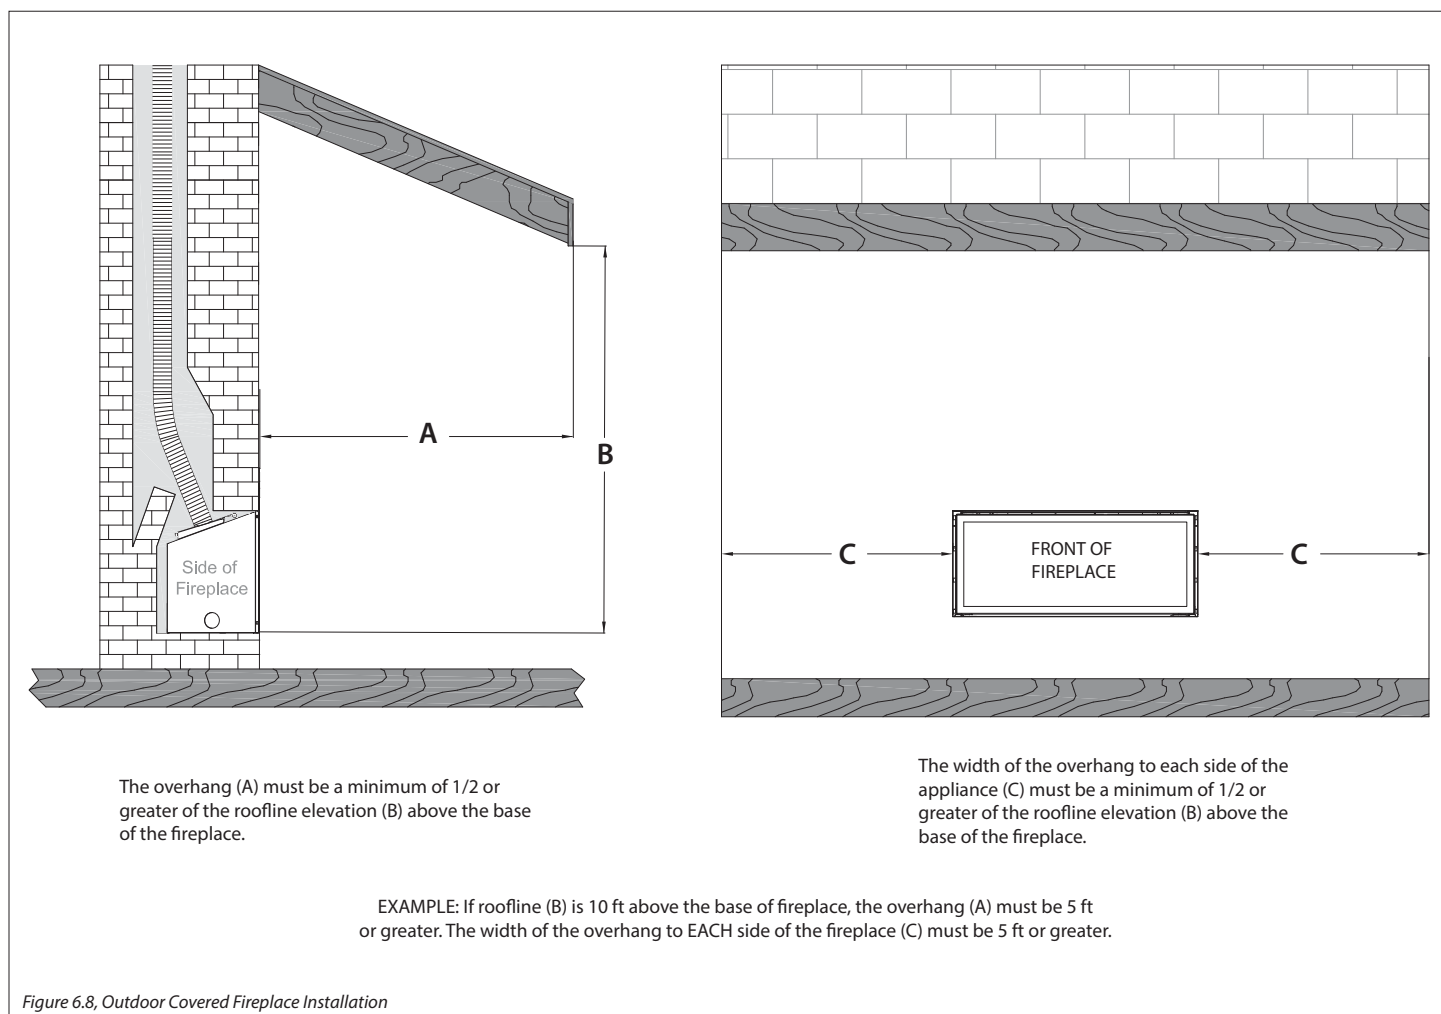 A
B
Side of
Fireplace
C
FRONT OF
FIREPLACE
C
The overhang (A) must be a minimum of 1/2 or
greater of the roofline elevation (B) above the base
of the fireplace.
The width of the overhang to each side of the
appliance (C) must be a minimum of 1/2 or
greater of the roofline elevation (B) above the
base of the fireplace.
EXAMPLE: If roofline (B) is 10 ft above the base of fireplace, the overhang (A) must be 5 ft
or greater. The width of the overhang to EACH side of the fireplace (C) must be 5 ft or greater.
Figure 6.8, Outdoor Covered Fireplace Installation